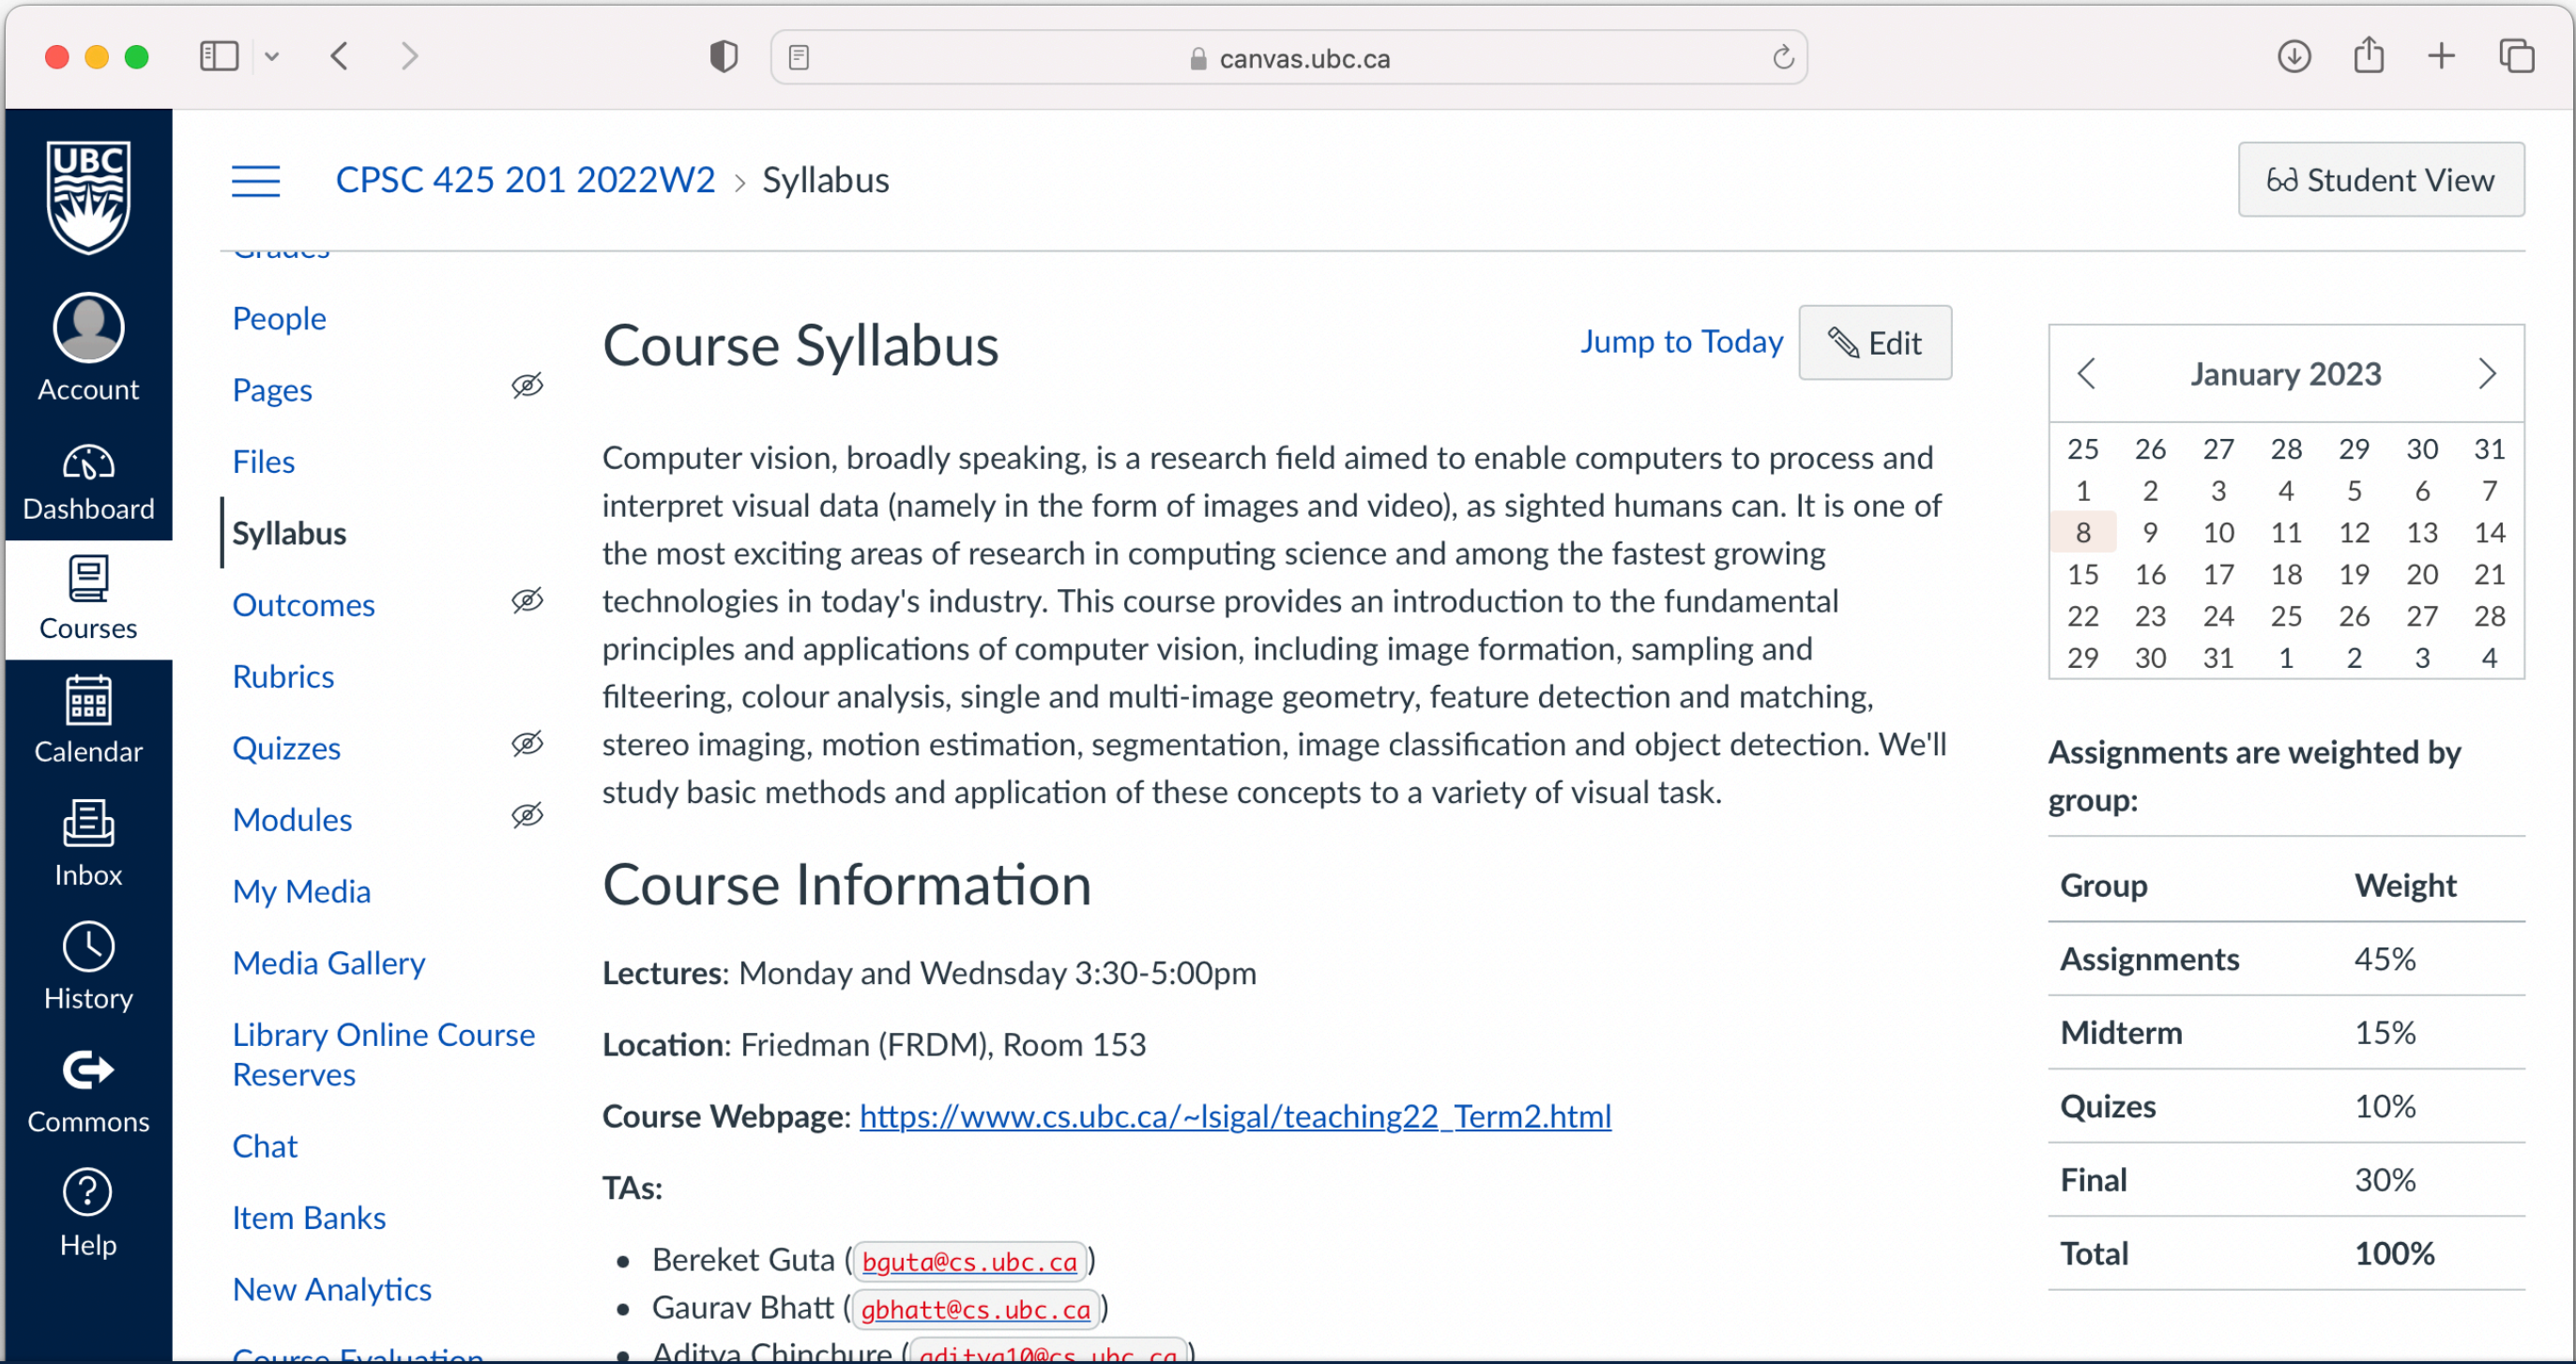 canvas.ubc.ca
UBC
Account
Dashboard
Courses
Calendar
Inbox
History
Commons
Help
CPSC 425 201 2022W2 > Syllabus
Student View
Grades
People
Pages
Files
Syllabus
Outcomes
Rubrics
Quizzes
Modules
My Media
Media Gallery
Library Online Course
Reserves
Chat
Item Banks
New Analytics
Course Evaluation
Course Syllabus
Jump to Today
Edit
Computer vision, broadly speaking, is a research field aimed to enable computers to process and
interpret visual data (namely in the form of images and video), as sighted humans can. It is one of
the most exciting areas of research in computing science and among the fastest growing
technologies in today's industry. This course provides an introduction to the fundamental
principles and applications of computer vision, including image formation, sampling and
filteering, colour analysis, single and multi-image geometry, feature detection and matching,
stereo imaging, motion estimation, segmentation, image classification and object detection. We'll
study basic methods and application of these concepts to a variety of visual task.
Course Information
Lectures: Monday and Wednsday 3:30-5:00pm
Location: Friedman (FRDM), Room 153
Course Webpage: https://www.cs.ubc.ca/~lsigal/teaching22_Term2.html
TAs:
• Bereket Guta (bguta@cs.ubc.ca)
• Gaurav Bhatt (gbhatt@cs.ubc.ca)
• Aditya Chinchure (aditya10@cs.ubc.ca)
January 2023
25 26 27 28 29 30 31
1 2 3 4 5 6 7
8 9 10 11 12 13 14
15 16 17 18 19 20 21
22 23 24 25 26 27 28
29 30 31 1 2 3 4
Assignments are weighted by
group:
Group Weight
Assignments 45%
Midterm 15%
Quizes 10%
Final 30%
Total 100%